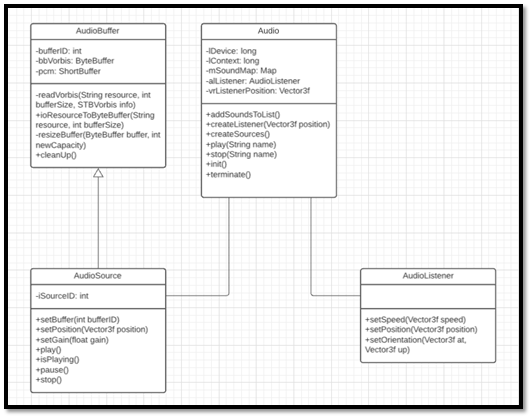 AudioBuffer
-bufferID: int
-bbVorbis: ByteBuffer
-pcm: ShortBuffer
-readVorbis(String resource, int
bufferSize, STBVorbis info)
+ioResourceToByteBuffer(String
resource, int bufferSize)
-resizeBuffer(ByteBuffer buffer, int
newCapacity)
+cleanUp()
Audio
-lDevice: long
-lContext: long
-mSoundMap: Map
-alListener: AudioListener
-vrListenerPosition: Vector3f
+addSoundsToList()
+createListener(Vector3f position)
+createSources()
+play(String name)
+stop(String name)
+init()
+terminate()
AudioSource
-iSourceID: int
+setBuffer(int bufferID)
+setPosition(Vector3f position)
+setGain(float gain)
+play()
+isPlaying()
+pause()
+stop()
AudioListener
+setSpeed(Vector3f speed)
+setPosition(Vector3f position)
+setOrientation(Vector3f at,
Vector3f up)